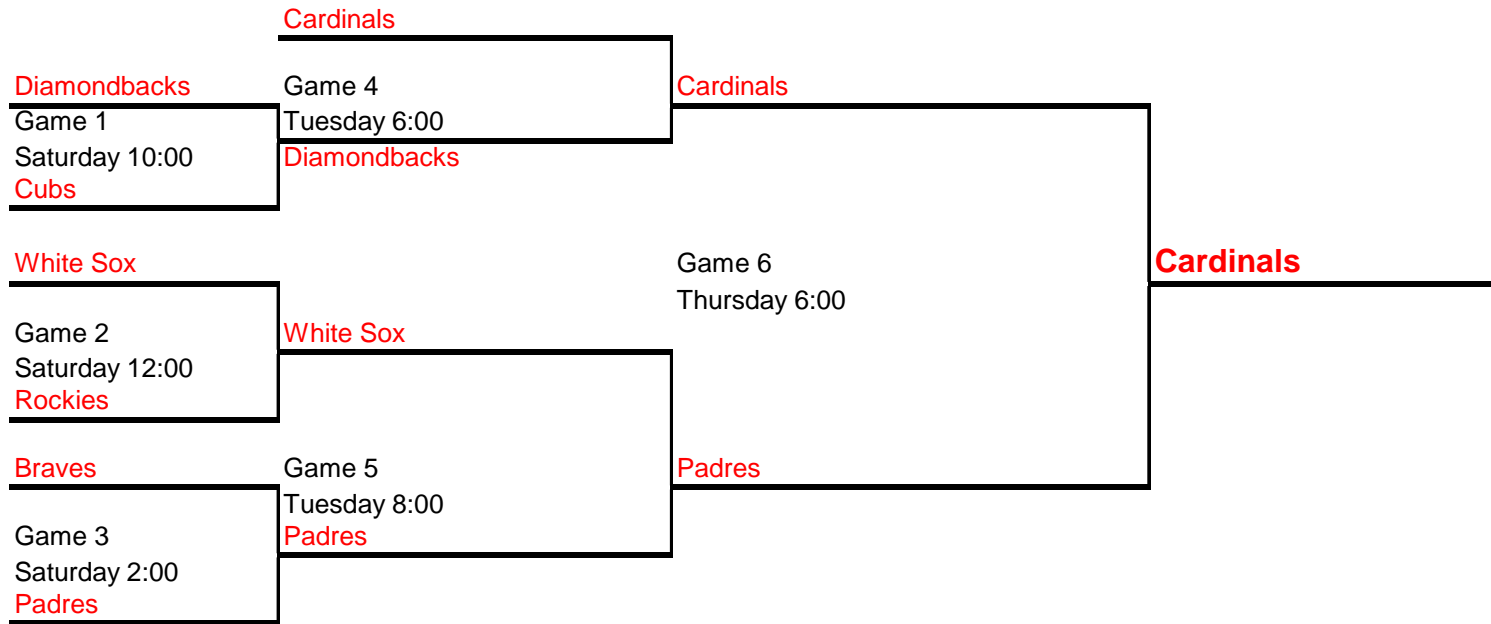 Cardinals
Diamondbacks
Game 4
Cardinals
Game 1
Tuesday 6:00
Saturday 10:00
Diamondbacks
Cubs
White Sox
Game 6
Cardinals
Thursday 6:00
Game 2
White Sox
Saturday 12:00
Rockies
Braves
Game 5
Padres
Tuesday 8:00
Game 3
Padres
Saturday 2:00
Padres